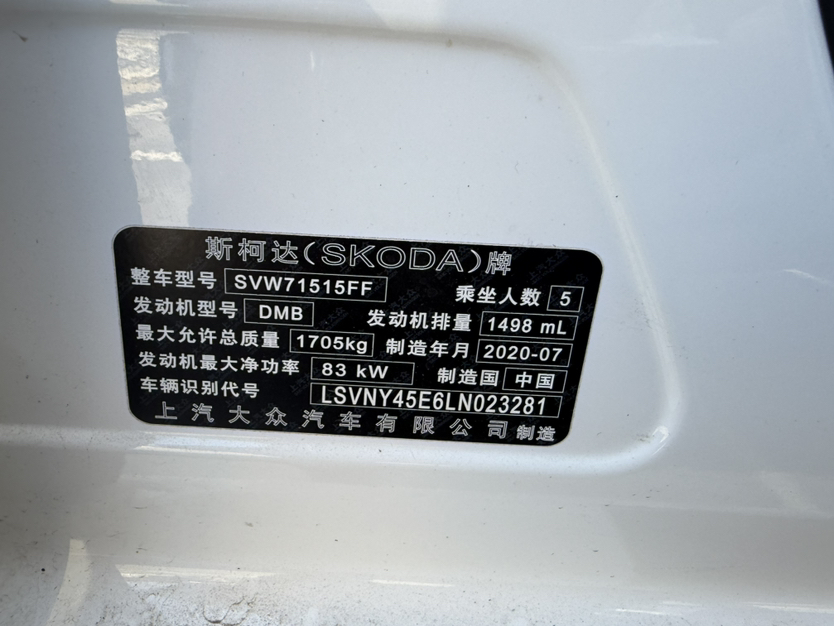 斯柯达(SKODA)牌
整车型号 SVW71515FF 乘坐人数 5
发动机型号 DMB 发动机排量 1498 mL
最大允许总质量 1705kg 制造年月 2020-07
发动机最大净功率 83 kW 制造国 中国
车辆识别代号 LSVNY45E6LN023281
上汽大众汽车有限公司制造